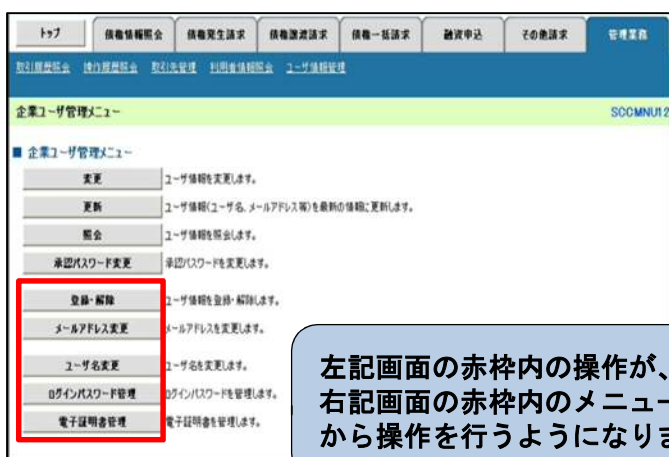 トップ
債権情報照会
債権発生請求
債権譲渡請求
債権一括請求
融資申込
その他請求
管理業務
取引履歴照会 操作履歴照会 取引先管理 利用者情報照会 ユーザ情報管理
企業ユーザ管理メニュー
SCCMNU12
■ 企業ユーザ管理メニュー
変更 ユーザ情報を変更します。
更新 ユーザ情報(ユーザ名、メールアドレス等)を最新の情報に更新します。
照会 ユーザ情報を照会します。
承認パスワード変更 承認パスワードを変更します。
登録・解除 ユーザ情報を登録・解除します。
メールアドレス変更 メールアドレスを変更します。
ユーザ名変更 ユーザ名を変更します。
ログインパスワード管理 ログインパスワードを管理します。
電子証明書管理 電子証明書を管理します。
左記画面の赤枠内の操作が、
右記画面の赤枠内のメニュー
から操作を行うようになりま